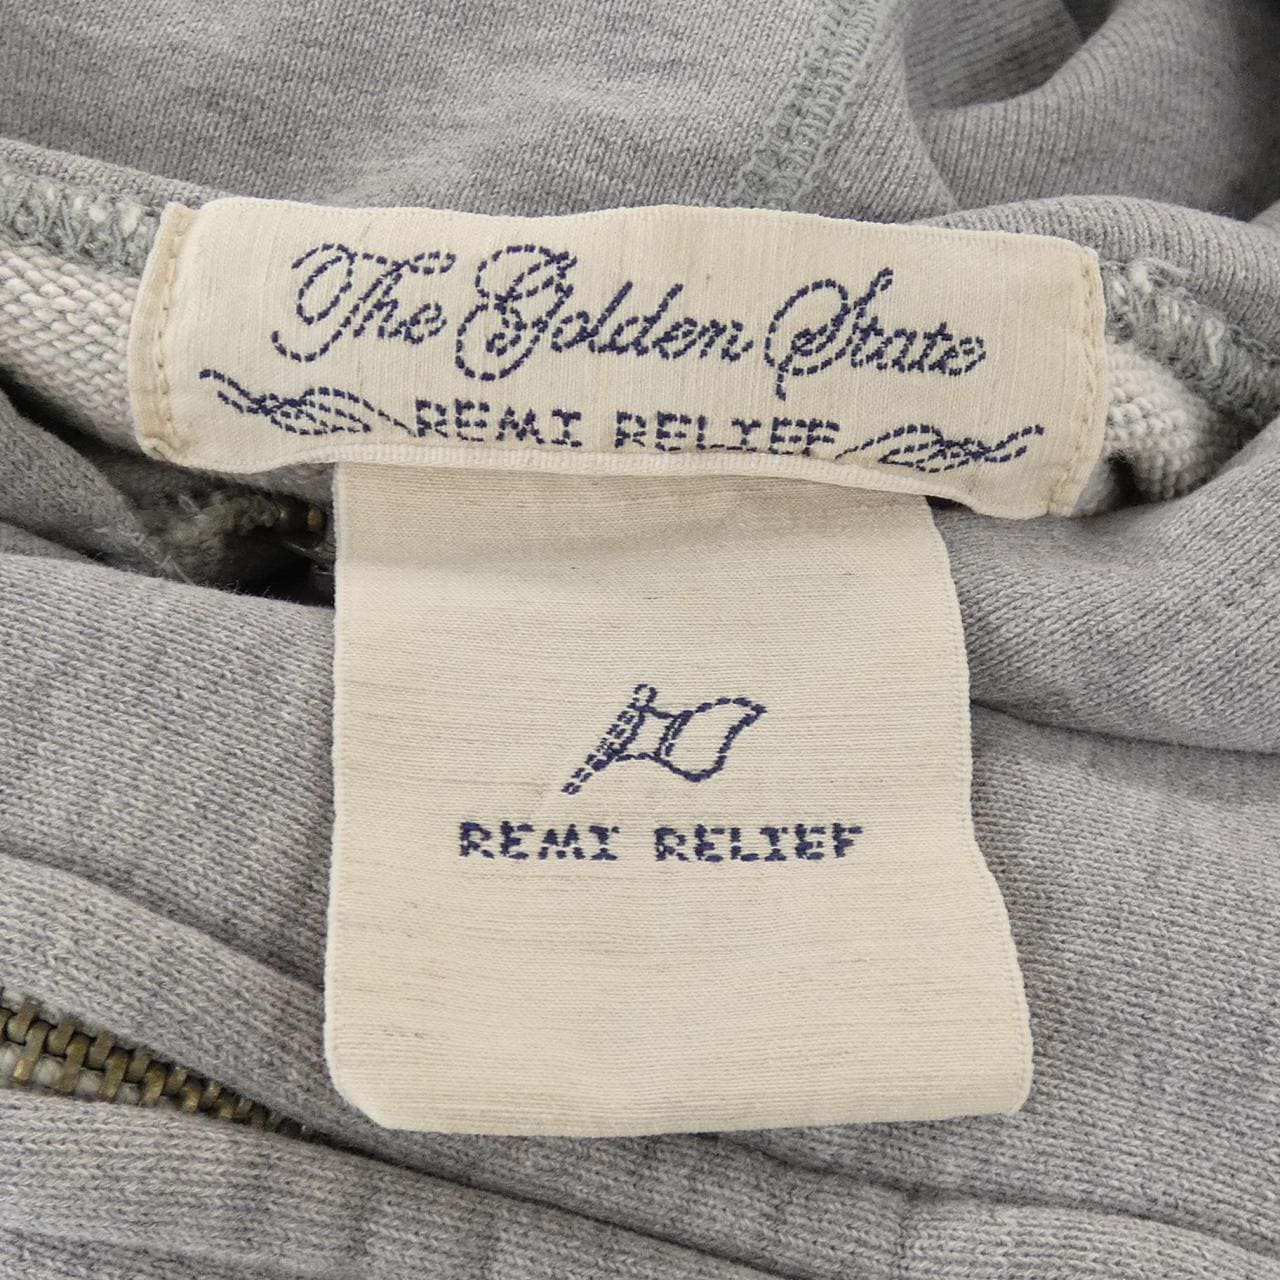 The Golden State
REMI RELIEF
REMI RELIEF